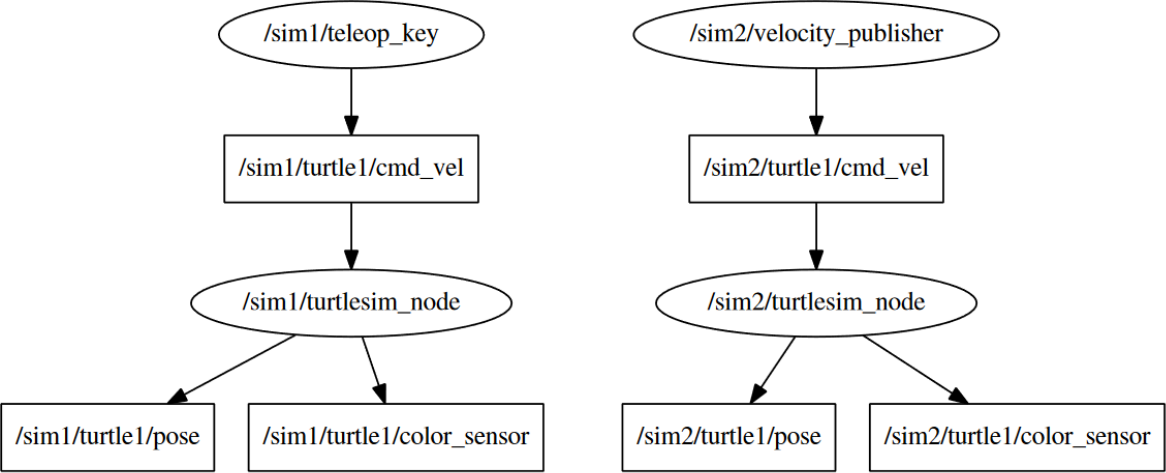 /sim1/teleop_key
/sim2/velocity_publisher
/sim1/turtle1/cmd_vel
/sim2/turtle1/cmd_vel
/sim1/turtlesim_node
/sim2/turtlesim_node
/sim1/turtle1/pose
/sim1/turtle1/color_sensor
/sim2/turtle1/pose
/sim2/turtle1/color_sensor